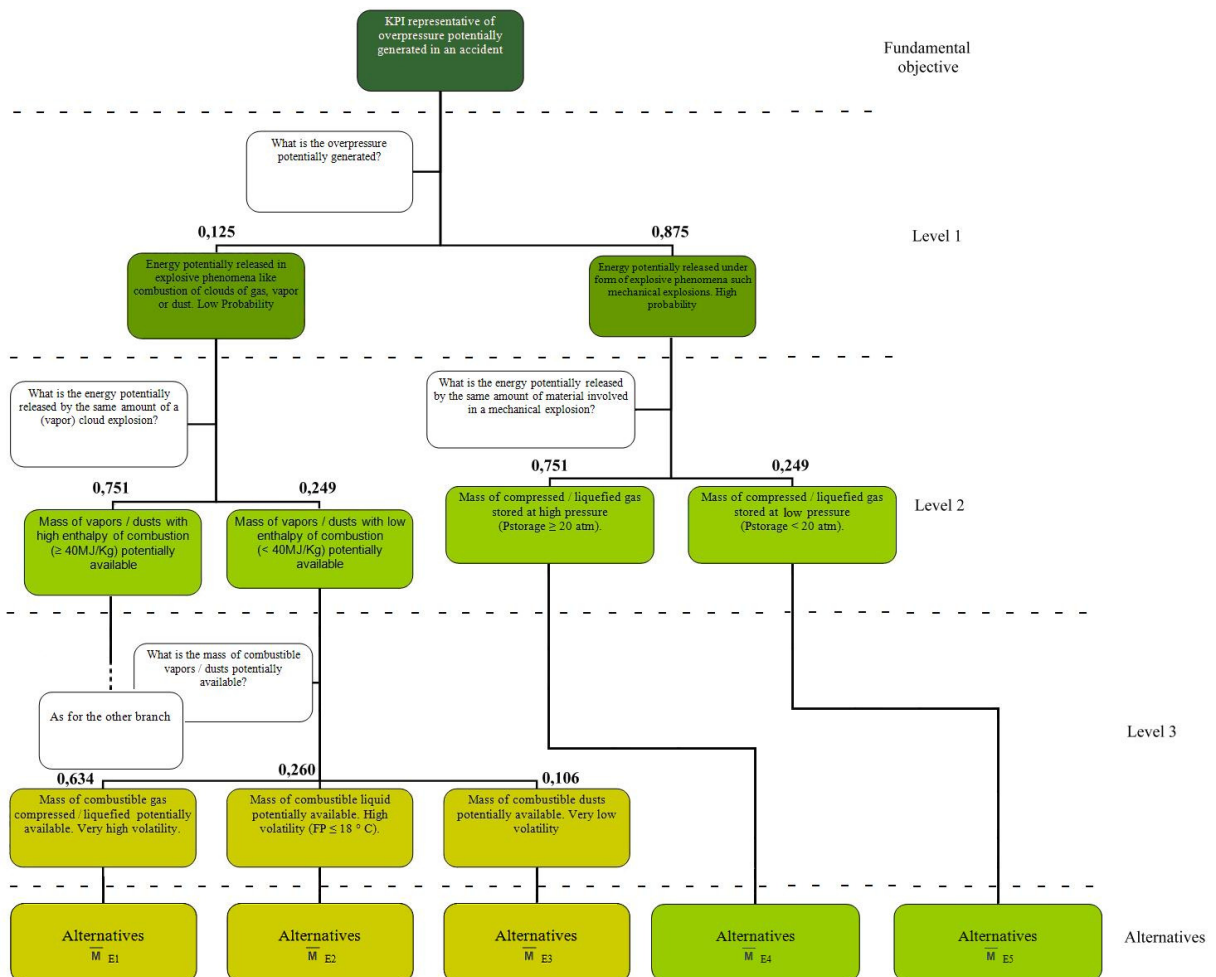 KPI representative of
overpressure potentially
generated in an accident
Fundamental
objective
What is the overpressure
potentially generated?
0,125
0,875
Level 1
Energy potentially released in
explosive phenomena like
combustion of clouds of gas, vapor
or dust. Low Probability
Energy potentially released under
form of explosive phenomena such
mechanical explosions. High
probability
What is the energy potentially
released by the same amount of a
(vapor) cloud explosion?
What is the energy potentially released
by the same amount of material involved
in a mechanical explosion?
0,751
0,249
0,751
0,249
Level 2
Mass of vapors / dusts with
high enthalpy of combustion
(≥ 40MJ/Kg) potentially
available
Mass of vapors / dusts with low
enthalpy of combustion
(< 40MJ/Kg) potentially
available
Mass of compressed / liquefied gas
stored at high pressure
(Pstorage ≥ 20 atm).
Mass of compressed / liquefied gas
stored at low pressure
(Pstorage < 20 atm).
What is the mass of combustible
vapors / dusts potentially
available?
As for the other branch
Level 3
0,634
0,260
0,106
Mass of combustible gas
compressed / liquefied potentially
available. Very high volatility.
Mass of combustible liquid
potentially available. High
volatility (FP ≤ 18 ° C).
Mass of combustible dusts
potentially available. Very low
volatility
Alternatives
M̅ E1
Alternatives
M̅ E2
Alternatives
M̅ E3
Alternatives
M̅ E4
Alternatives
M̅ E5
Alternatives